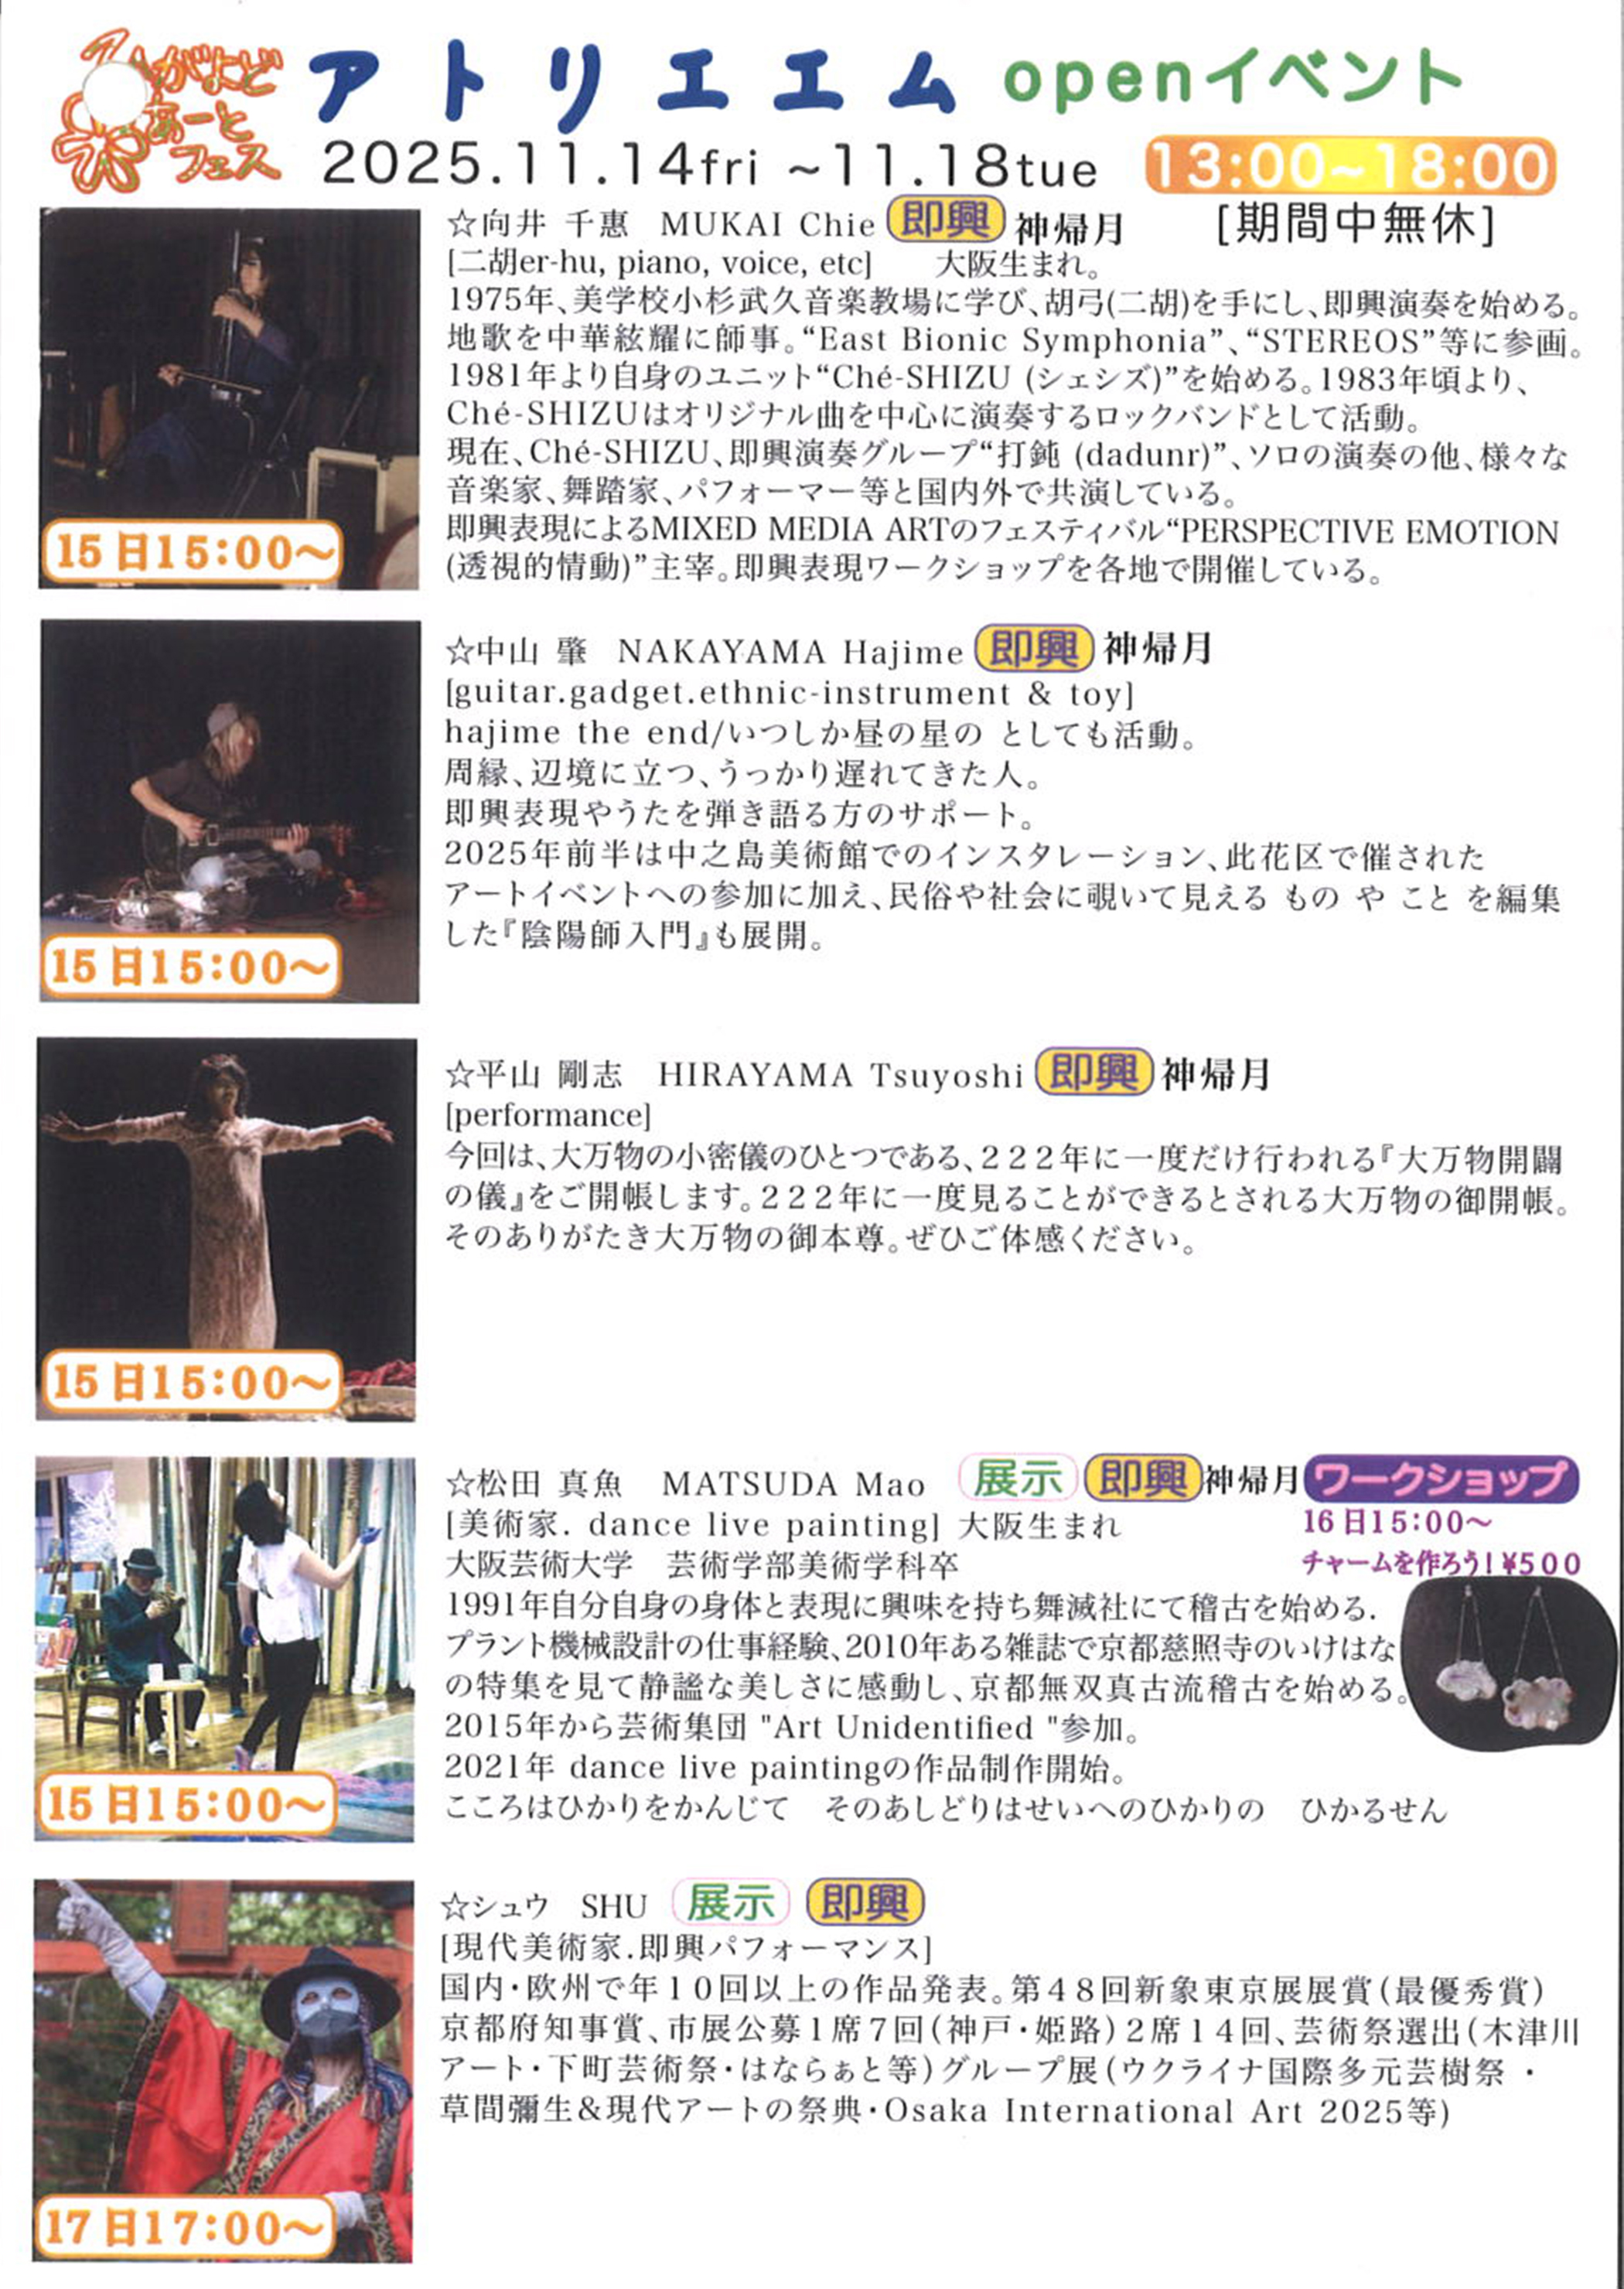 ひがよど
あーと
フェス
アトリエエム openイベント
2025.11.14fri ~11.18tue 13:00~18:00
[期間中無休]
☆向井 千惠 MUKAI Chie 即興 神帰月
[二胡er-hu, piano, voice, etc] 大阪生まれ。
1975年、美学校小杉武久音楽教場に学び、胡弓(二胡)を手にし、即興演奏を始める。
地歌を中華絃耀に師事。“East Bionic Symphonia”、“STEREOS”等に参画。
1981年より自身のユニット“Ché-SHIZU (シェシズ)”を始める。1983年頃より、
Ché-SHIZUはオリジナル曲を中心に演奏するロックバンドとして活動。
現在、Ché-SHIZU、即興演奏グループ“打鈍 (dadunr)”、ソロの演奏の他、様々な
音楽家、舞踏家、パフォーマー等と国内外で共演している。
即興表現によるMIXED MEDIA ARTのフェスティバル“PERSPECTIVE EMOTION
(透視的情動)”主宰。即興表現ワークショップを各地で開催している。
15日15:00～
☆中山 肇 NAKAYAMA Hajime 即興 神帰月
[guitar.gadget.ethnic-instrument & toy]
hajime the end/いつしか昼の星の としても活動。
周縁、辺境に立つ、うっかり遅れてきた人。
即興表現やうたを弾き語る方のサポート。
2025年前半は中之島美術館でのインスタレーション、此花区で催された
アートイベントへの参加に加え、民俗や社会に覗いて見える もの や こと を編集
した『陰陽師入門』も展開。
15日15:00～
☆平山 剛志 HIRAYAMA Tsuyoshi 即興 神帰月
[performance]
今回は、大万物の小密儀のひとつである、２２２年に一度だけ行われる『大万物開闢
の儀』をご開帳します。２２２年に一度見ることができるとされる大万物の御開帳。
そのありがたき大万物の御本尊。ぜひご体感ください。
15日15:00～
☆松田 真魚 MATSUDA Mao 展示 即興 神帰月 ワークショップ
16日15:00～
チャームを作ろう！¥500
[美術家. dance live painting] 大阪生まれ
大阪芸術大学 芸術学部美術学科卒
1991年自分自身の身体と表現に興味を持ち舞滅社にて稽古を始める.
プラント機械設計の仕事経験、2010年ある雑誌で京都慈照寺のいけはな
の特集を見て静謐な美しさに感動し、京都無双真古流稽古を始める。
2015年から芸術集団 "Art Unidentified "参加。
2021年 dance live paintingの作品制作開始。
こころはひかりをかんじて そのあしどりはせいへのひかりの ひかるせん
15日15:00～
☆シュウ SHU 展示 即興
[現代美術家.即興パフォーマンス]
国内・欧州で年１０回以上の作品発表。第４８回新象東京展展賞（最優秀賞）
京都府知事賞、市展公募１席７回（神戸・姫路）２席１４回、芸術祭選出（木津川
アート・下町芸術祭・はならぁと等）グループ展（ウクライナ国際多元芸樹祭 ・
草間彌生＆現代アートの祭典・Osaka International Art 2025等)
17日17:00～